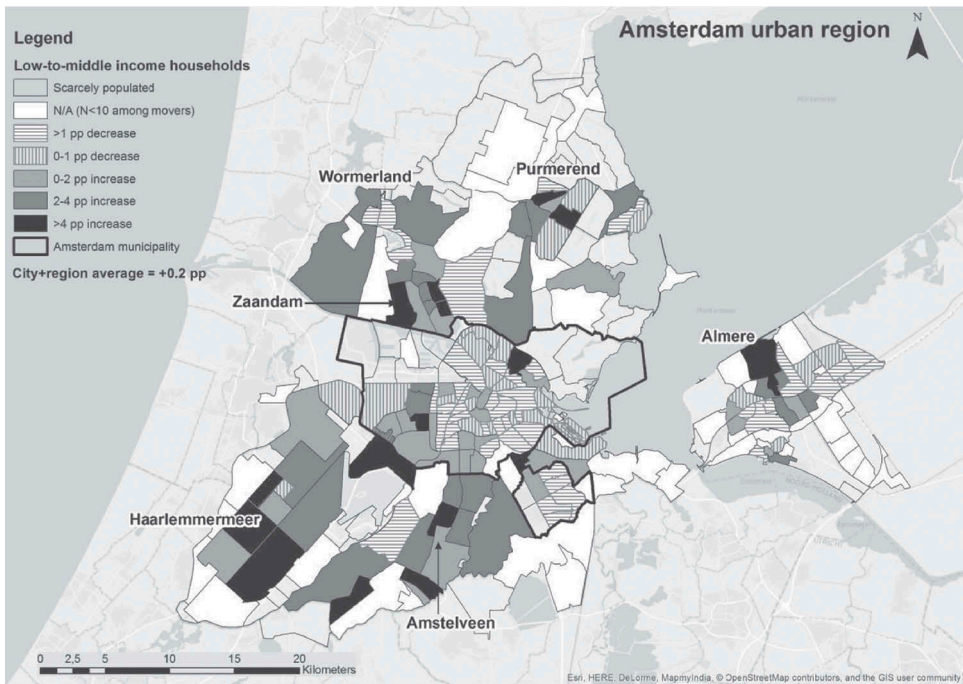 Amsterdam urban region
N
Legend
Low-to-middle income households
Scarcely populated
N/A (N<10 among movers)
>1 pp decrease
0-1 pp decrease
0-2 pp increase
2-4 pp increase
>4 pp increase
Amsterdam municipality
City+region average = +0.2 pp
Wormerland
Purmerend
Zaandam
Almere
Haarlemmermeer
Amstelveen
0 2,5 5 10 15 20
Kilometers
Esri, HERE, DeLorme, MapmyIndia, © OpenStreetMap contributors, and the GIS user community